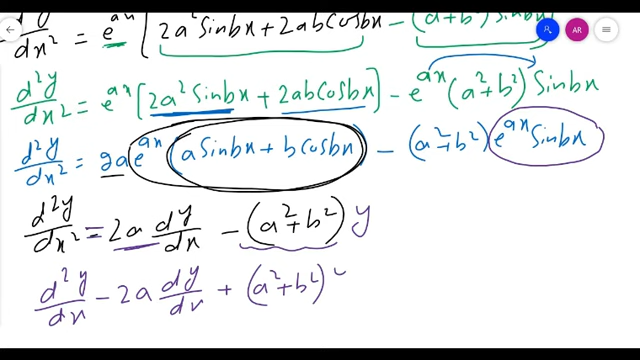 d²y/dx² = e^{ax} [2a² Sinbx + 2ab Cosbx − (a²+b²) Sinbx]
AR
d²y/dx² = e^{ax} [2a² Sinbx + 2ab Cosbx] − e^{ax} (a²+b²) Sinbx
d²y/dx² = 2a e^{ax} (a Sinbx + b Cosbx) − (a²+b²) e^{ax} Sinbx
d²y/dx² = 2a dy/dx − (a²+b²) y
d²y/dx − 2a dy/dx + (a²+b²)